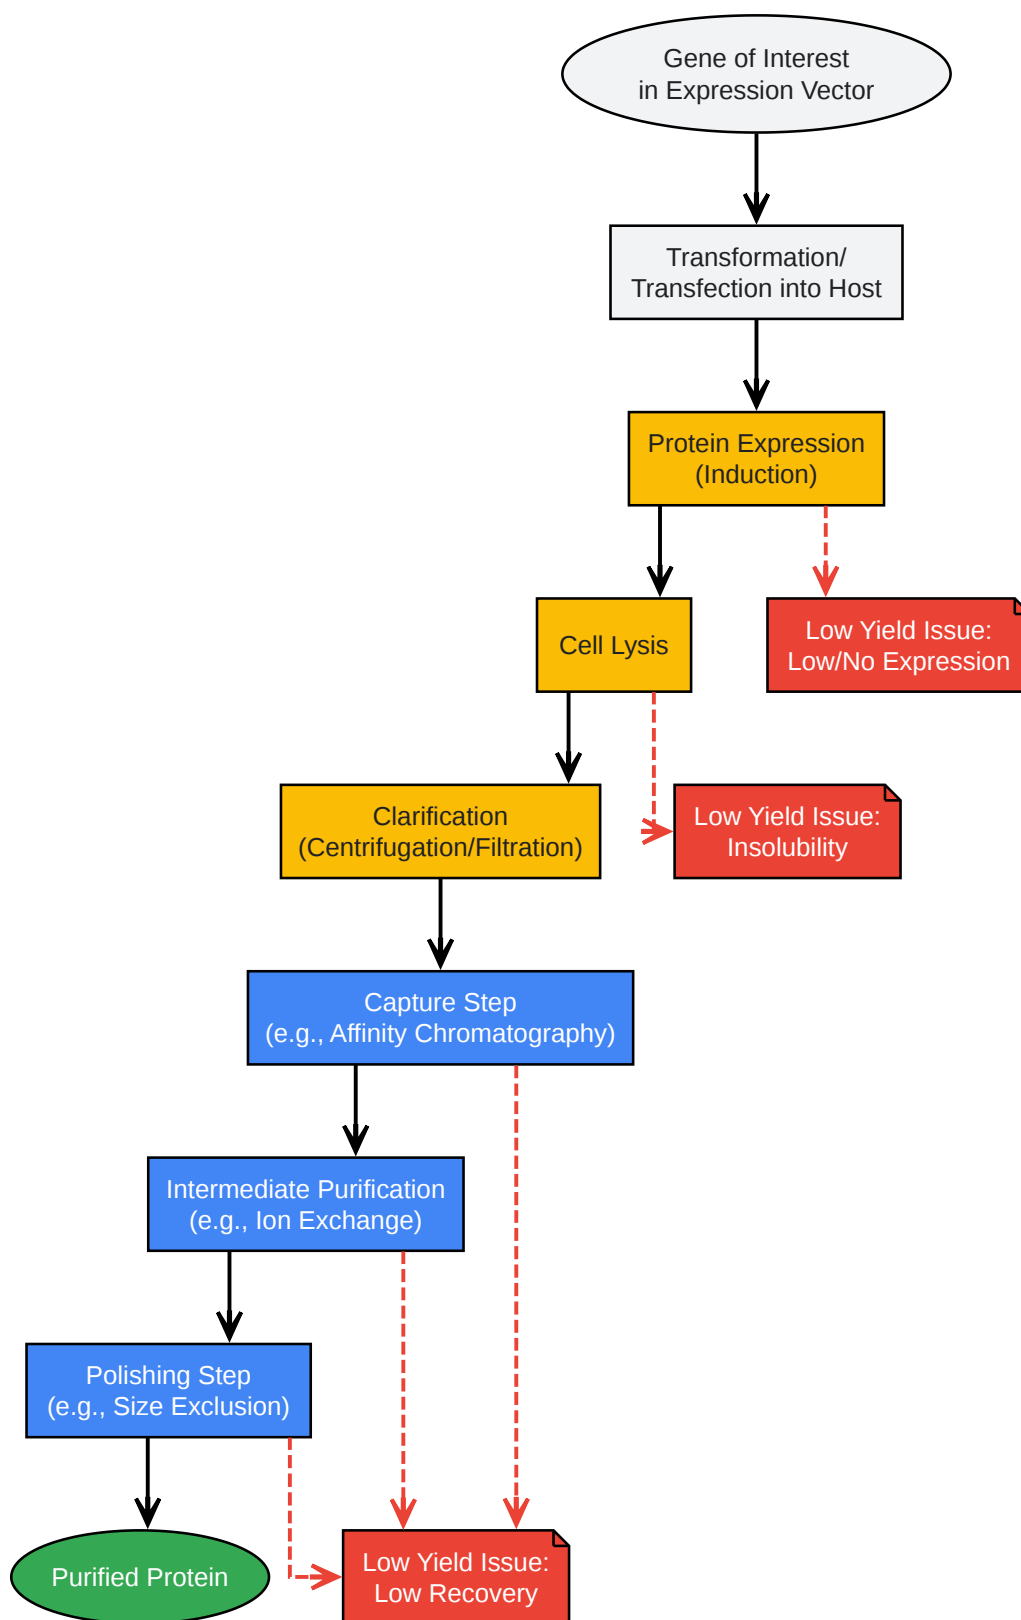 Gene of Interest
in Expression Vector
Transformation/
Transfection into Host
Protein Expression
(Induction)
Cell Lysis
Low Yield Issue:
Low/No Expression
Clarification
(Centrifugation/Filtration)
Low Yield Issue:
Insolubility
Capture Step
(e.g., Affinity Chromatography)
Intermediate Purification
(e.g., Ion Exchange)
Polishing Step
(e.g., Size Exclusion)
Purified Protein
Low Yield Issue:
Low Recovery